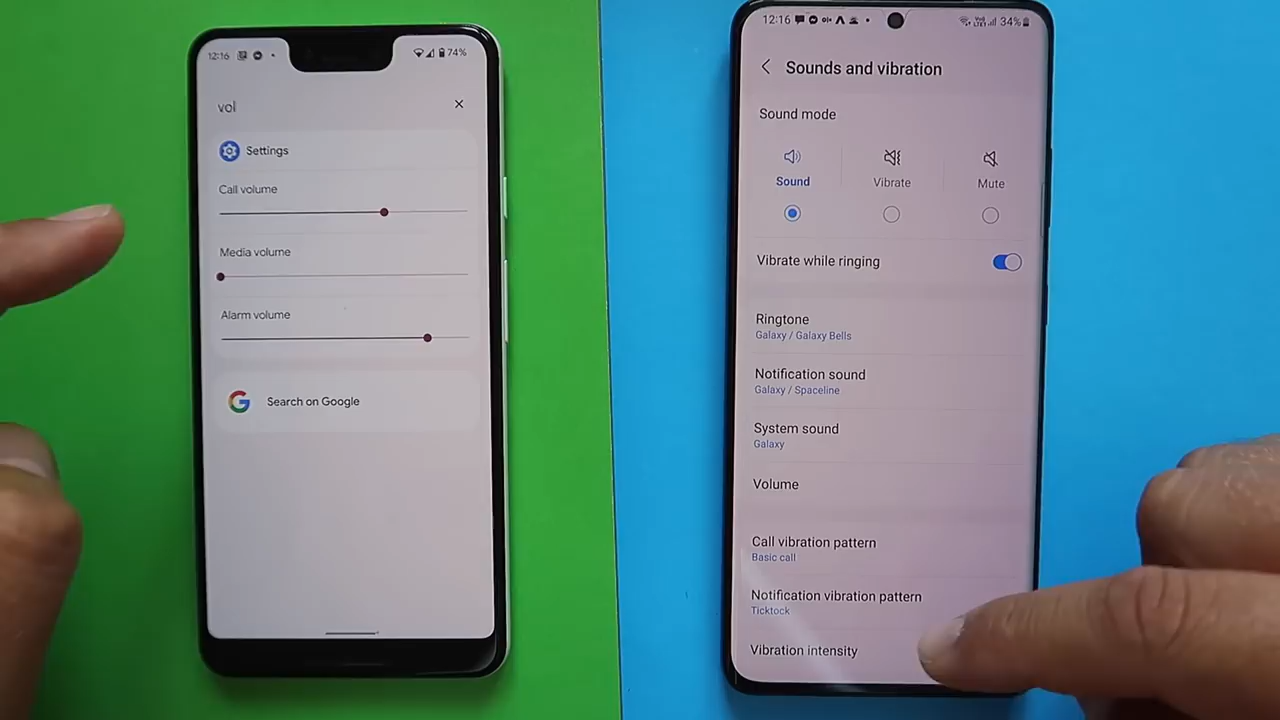 12:16
74%
vol
Settings
Call volume
Media volume
Alarm volume
Search on Google
12:16
34%
Sounds and vibration
Sound mode
Sound
Vibrate
Mute
Vibrate while ringing
Ringtone
Galaxy / Galaxy Bells
Notification sound
Galaxy / Spaceline
System sound
Galaxy
Volume
Call vibration pattern
Basic call
Notification vibration pattern
Ticktock
Vibration intensity